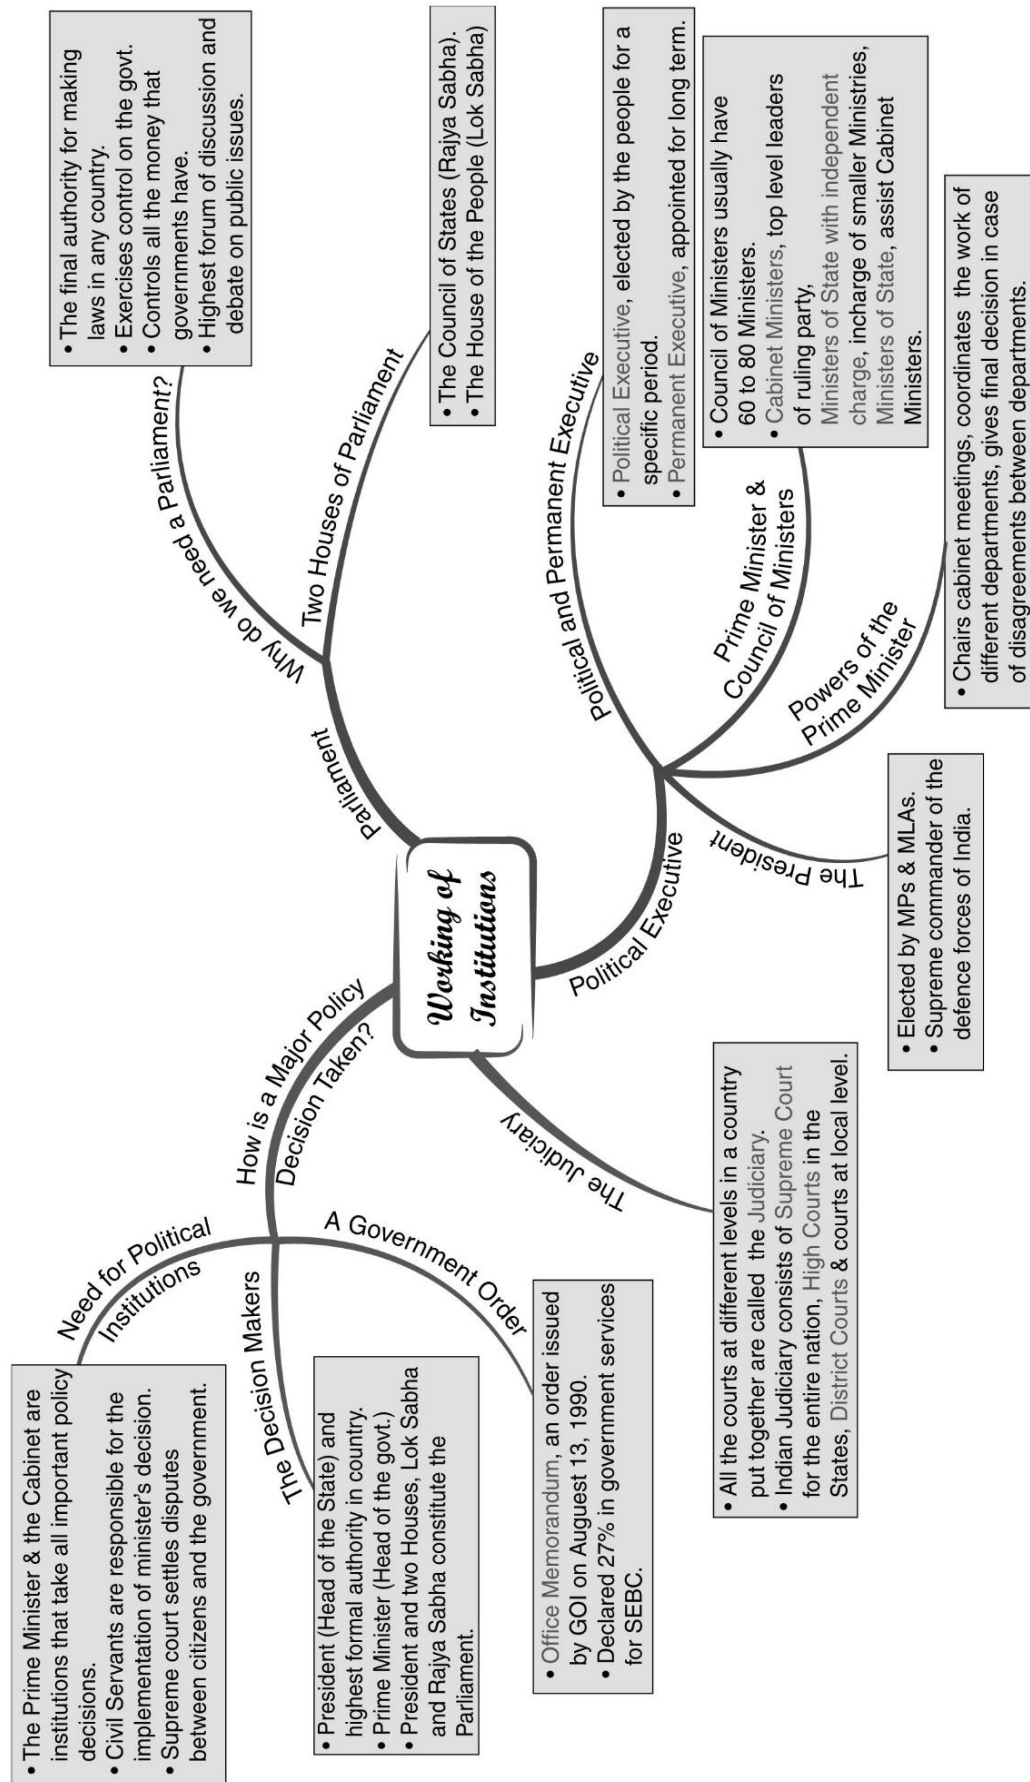 Working of
Institutions
How is a Major Policy
Decision Taken?
Need for Political
Institutions
• The Prime Minister & the Cabinet are
institutions that take all important policy
decisions.
• Civil Servants are responsible for the
implementation of minister's decision.
• Supreme court settles disputes
between citizens and the government.
The Decision Makers
• President (Head of the State) and
highest formal authority in country.
• Prime Minister (Head of the govt.)
• President and two Houses, Lok Sabha
and Rajya Sabha constitute the
Parliament.
A Government Order
• Office Memorandum, an order issued
by GOI on Auguest 13, 1990.
• Declared 27% in government services
for SEBC.
Parliament
Why do we need a Parliament?
• The final authority for making
laws in any country.
• Exercises control on the govt.
• Controls all the money that
governments have.
• Highest forum of discussion and
debate on public issues.
Two Houses of Parliament
• The Council of States (Rajya Sabha).
• The House of the People (Lok Sabha)
Political Executive
Political and Permanent Executive
• Political Executive, elected by the people for a
specific period.
• Permanent Executive, appointed for long term.
Prime Minister &
Council of Ministers
• Council of Ministers usually have
60 to 80 Ministers.
• Cabinet Ministers, top level leaders
of ruling party,
Ministers of State with independent
charge, incharge of smaller Ministries,
Ministers of State, assist Cabinet
Ministers.
Powers of the
Prime Minister
• Chairs cabinet meetings, coordinates the work of
different departments, gives final decision in case
of disagreements between departments.
The President
• Elected by MPs & MLAs.
• Supreme commander of the
defence forces of India.
The Judiciary
• All the courts at different levels in a country
put together are called the Judiciary.
• Indian Judiciary consists of Supreme Court
for the entire nation, High Courts in the
States, District Courts & courts at local level.